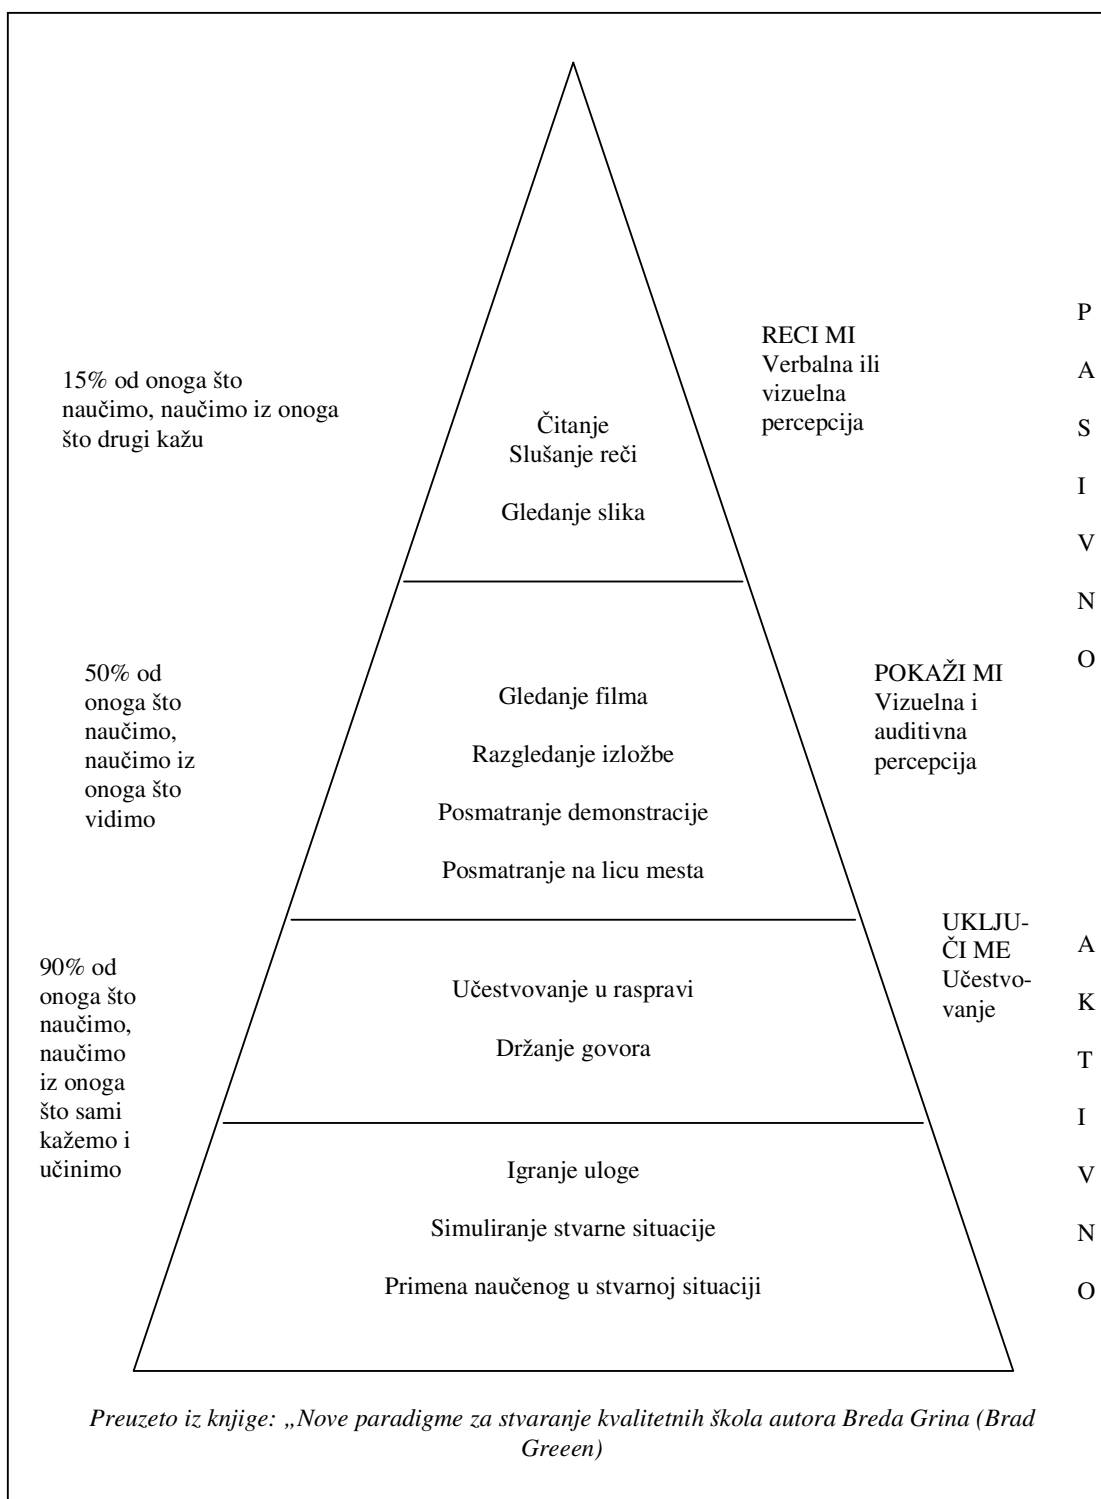 RECI MI
Verbalna ili
vizuelna
percepcija
15% od onoga što
naučimo, naučimo iz onoga
što drugi kažu
Čitanje
Slušanje reči
Gledanje slika
P
A
S
I
V
N
O
50% od
onoga što
naučimo,
naučimo iz
onoga što
vidimo
Gledanje filma
Razgledanje izložbe
Posmatranje demonstracije
Posmatranje na licu mesta
POKAŽI MI
Vizuelna i
auditivna
percepcija
90% od
onoga što
naučimo,
naučimo
iz onoga
što sami
kažemo i
učinimo
Učestvovanje u raspravi
Držanje govora
UKLJU-
ČI ME
Učestvo-
vanje
A
K
T
I
V
N
O
Igranje uloge
Simuliranje stvarne situacije
Primena naučenog u stvarnoj situaciji
Preuzeto iz knjige: „Nove paradigme za stvaranje kvalitetnih škola autora Breda Grina (Brad
Greeen)